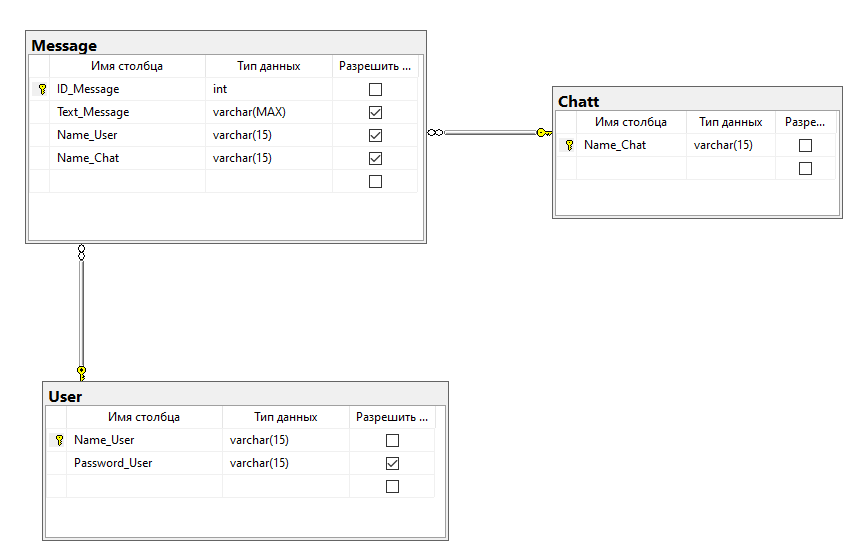 Message
Имя столбца Тип данных Разрешить ...
ID_Message int
Text_Message varchar(MAX)
Name_User varchar(15)
Name_Chat varchar(15)
Chatt
Имя столбца Тип данных Разре...
Name_Chat varchar(15)
User
Имя столбца Тип данных Разрешить ...
Name_User varchar(15)
Password_User varchar(15)